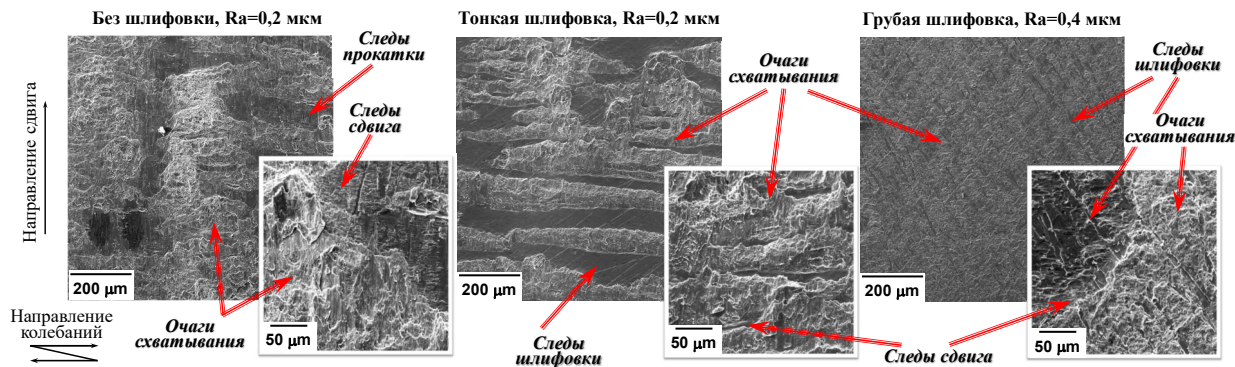 Без шлифовки, Ra=0,2 мкм
Тонкая шлифовка, Ra=0,2 мкм
Грубая шлифовка, Ra=0,4 мкм
Следы
прокатки
Следы
сдвига
Очаги
схватывания
Следы
шлифовки
Очаги
схватывания
Направление сдвига
200 µm
50 µm
200 µm
50 µm
200 µm
50 µm
Направление
колебаний
Очаги
схватывания
Следы
шлифовки
Следы сдвига